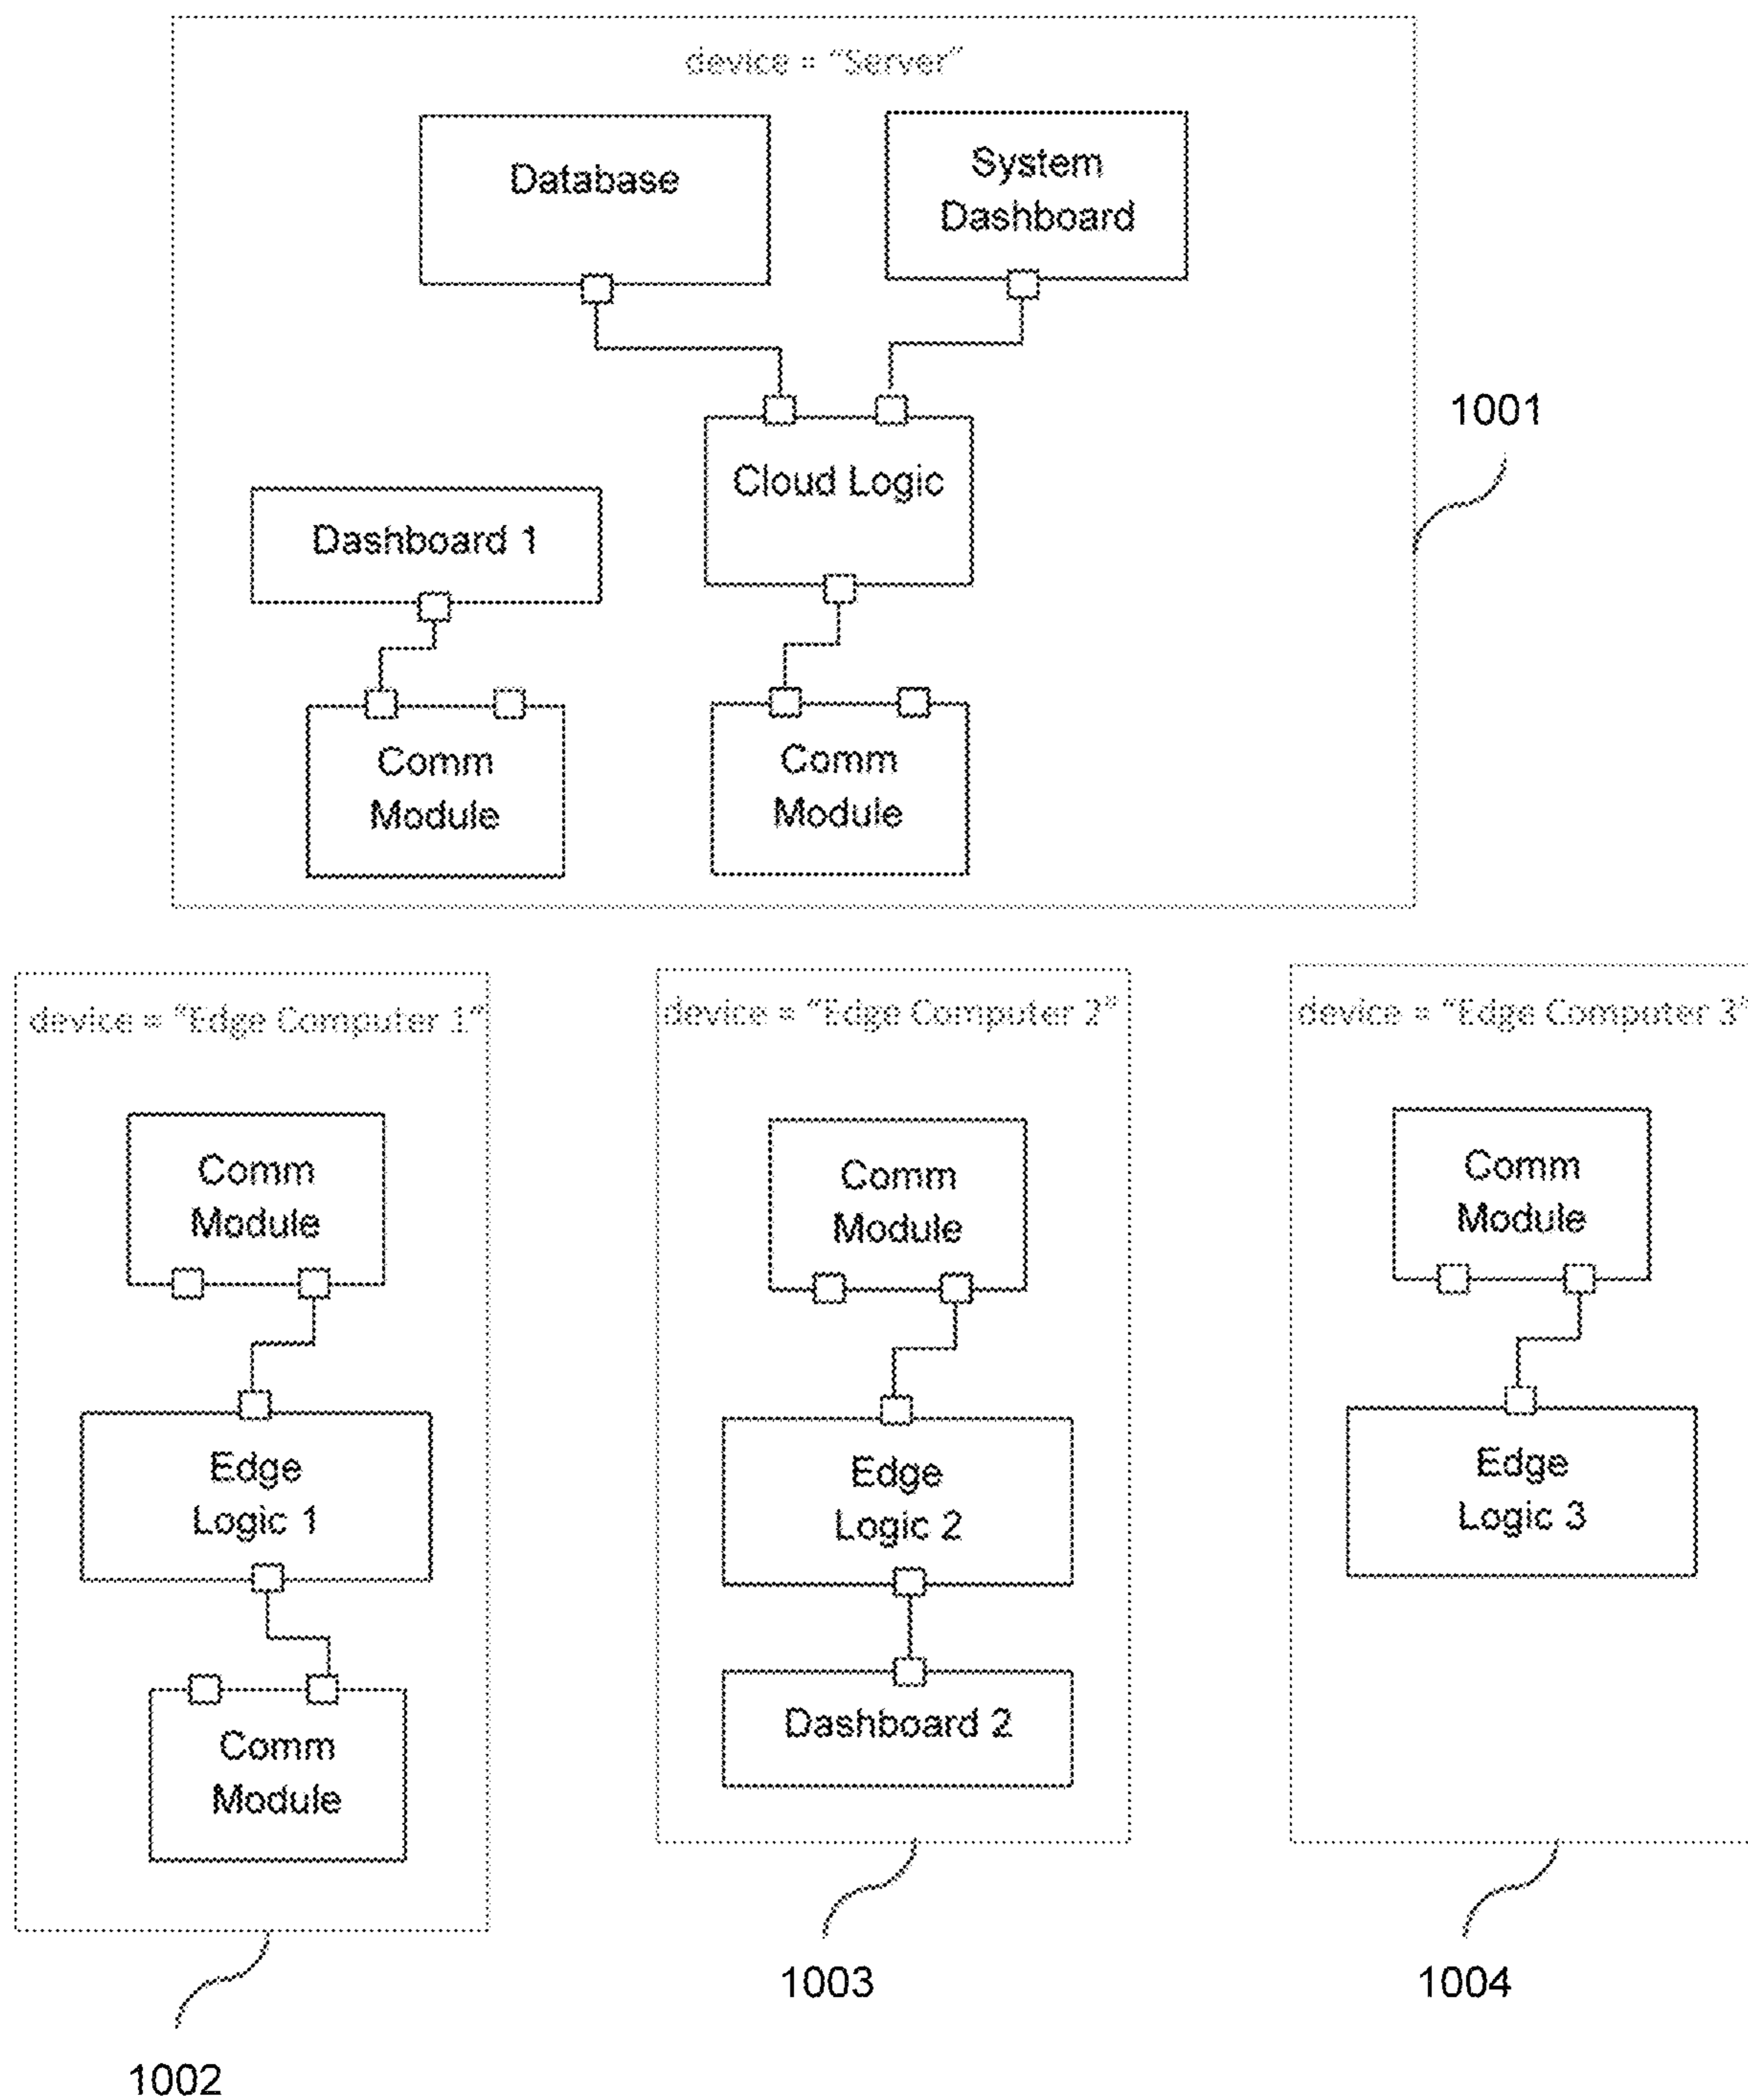 device = “Server”
Database
System
Dashboard
1001
Cloud Logic
Dashboard 1
Comm
Module
Comm
Module
device = “Edge Computer 1”
device = “Edge Computer 2”
device = “Edge Computer 3”
Comm
Module
Comm
Module
Comm
Module
Edge
Logic 1
Edge
Logic 2
Edge
Logic 3
Dashboard 2
Comm
Module
1003
1004
1002